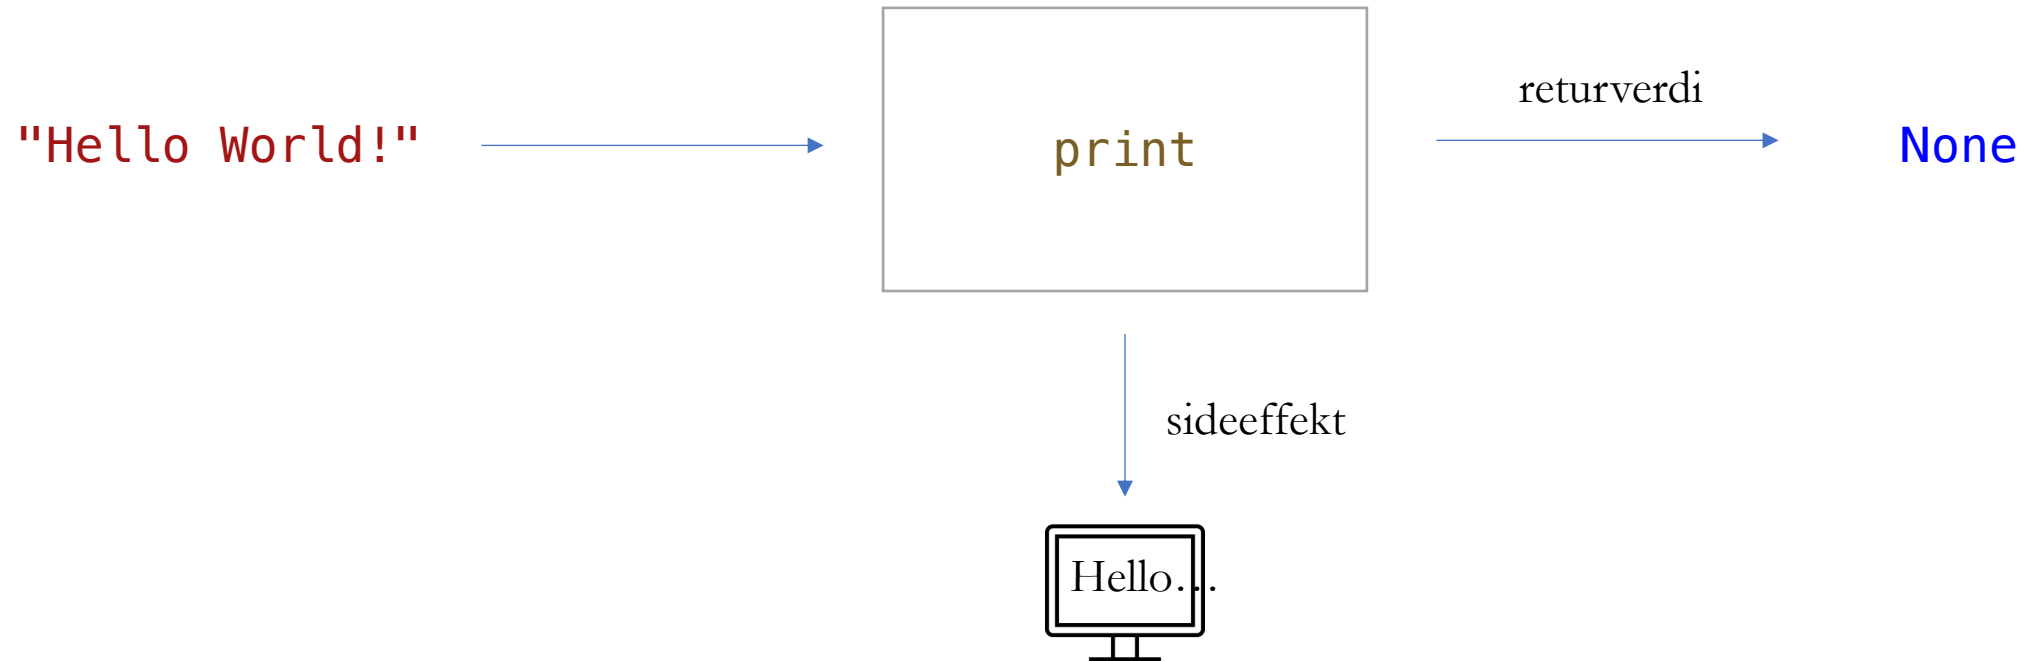 returverdi
"Hello World!"
print
None
sideeffekt
Hello…